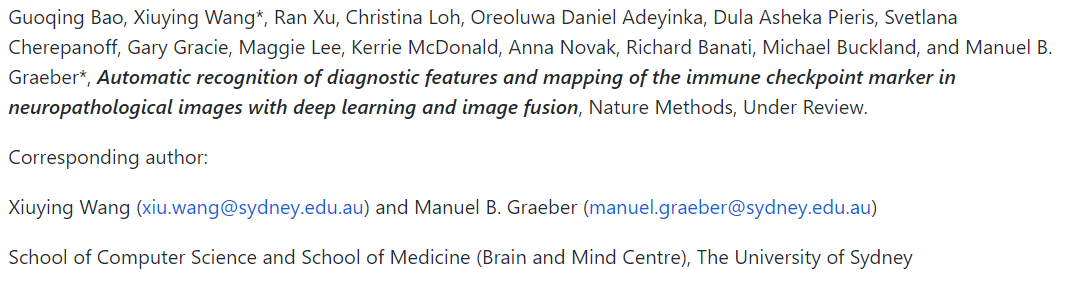 Guoqing Bao, Xiuying Wang*, Ran Xu, Christina Loh, Oreoluwa Daniel Adeyinka, Dula Asheka Pieris, Svetlana
Cherepanoff, Gary Gracie, Maggie Lee, Kerrie McDonald, Anna Novak, Richard Banati, Michael Buckland, and Manuel B.
Graeber*, Automatic recognition of diagnostic features and mapping of the immune checkpoint marker in
neuropathological images with deep learning and image fusion, Nature Methods, Under Review.
Corresponding author:
Xiuying Wang (xiu.wang@sydney.edu.au) and Manuel B. Graeber (manuel.graeber@sydney.edu.au)
School of Computer Science and School of Medicine (Brain and Mind Centre), The University of Sydney